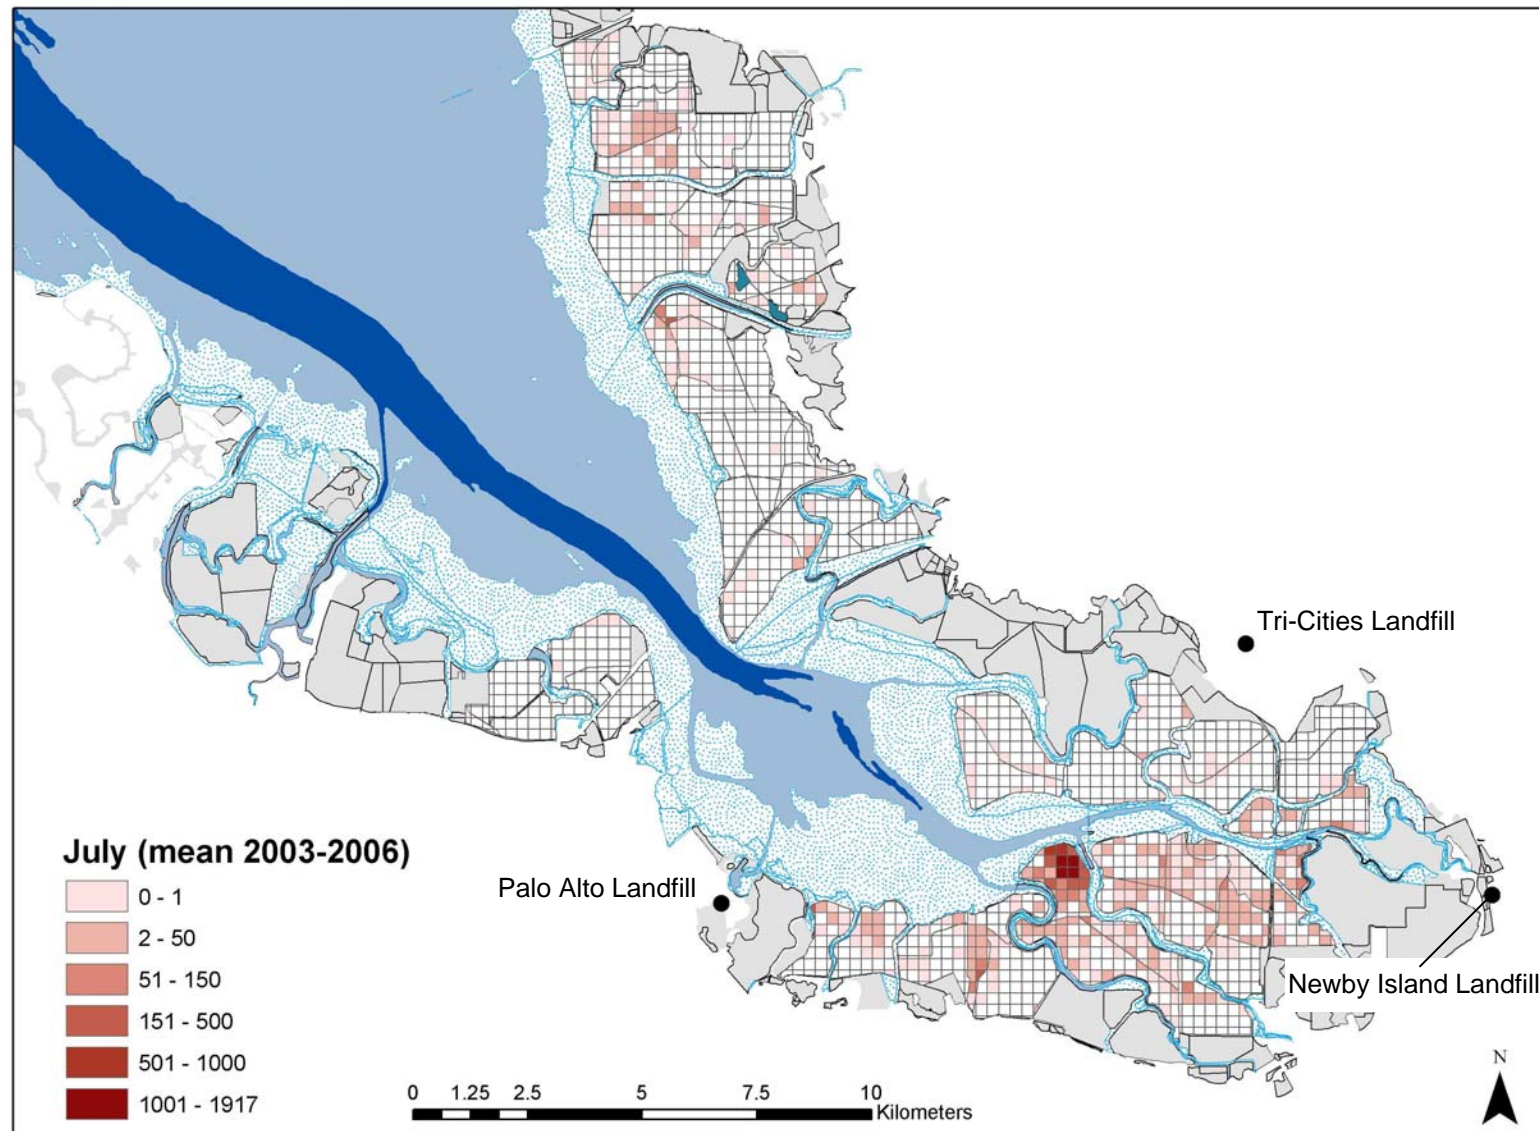 Tri-Cities Landfill
Palo Alto Landfill
Newby Island Landfill
July (mean 2003-2006)
0 - 1
2 - 50
51 - 150
151 - 500
501 - 1000
1001 - 1917
0 1.25 2.5 5 7.5 10
Kilometers
N